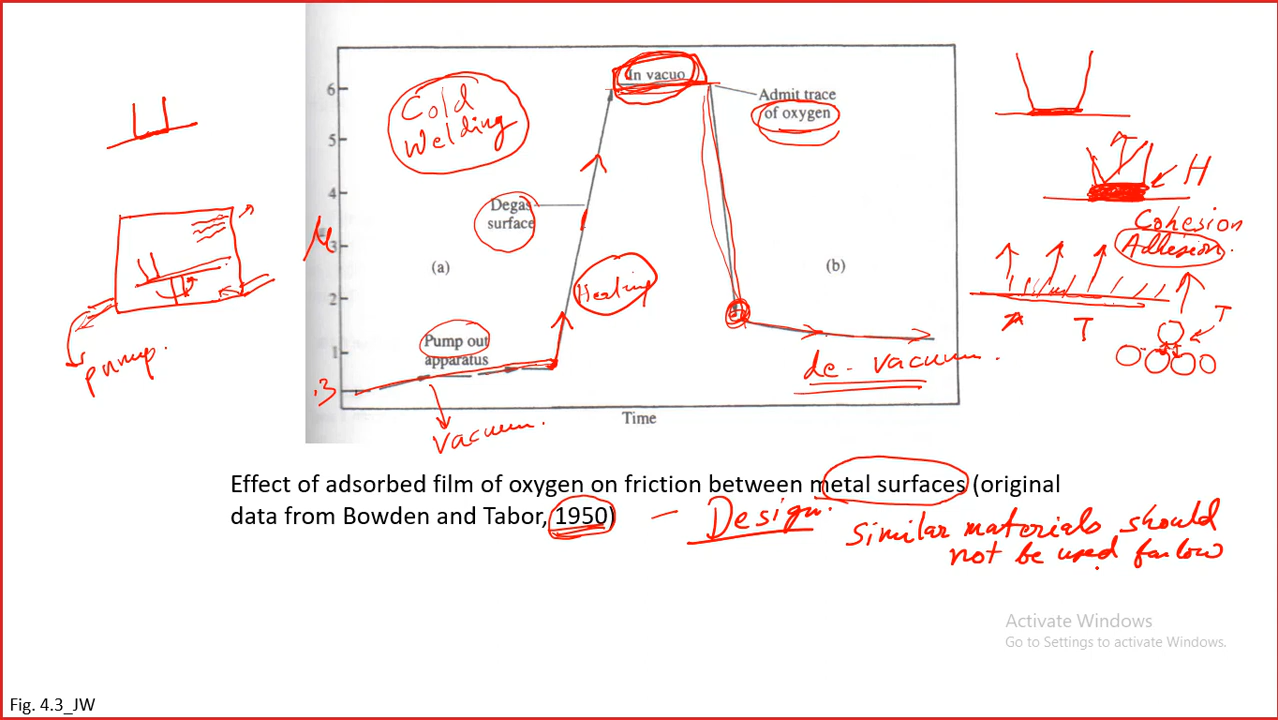 6
In vacuo
Admit trace
of oxygen
Cold
Welding
5
4
Degas
surface
H
Cohesion
Adhesion.
μ
3
(a)
(b)
Heating
2
T
T
Pump out
apparatus
1
pump.
.3
de-vacuum.
Vacuum.
Time
Effect of adsorbed film of oxygen on friction between metal surfaces (original
data from Bowden and Tabor, 1950)
– Design.
Similar materials should
not be used for low
Activate Windows
Go to Settings to activate Windows.
Fig. 4.3_JW